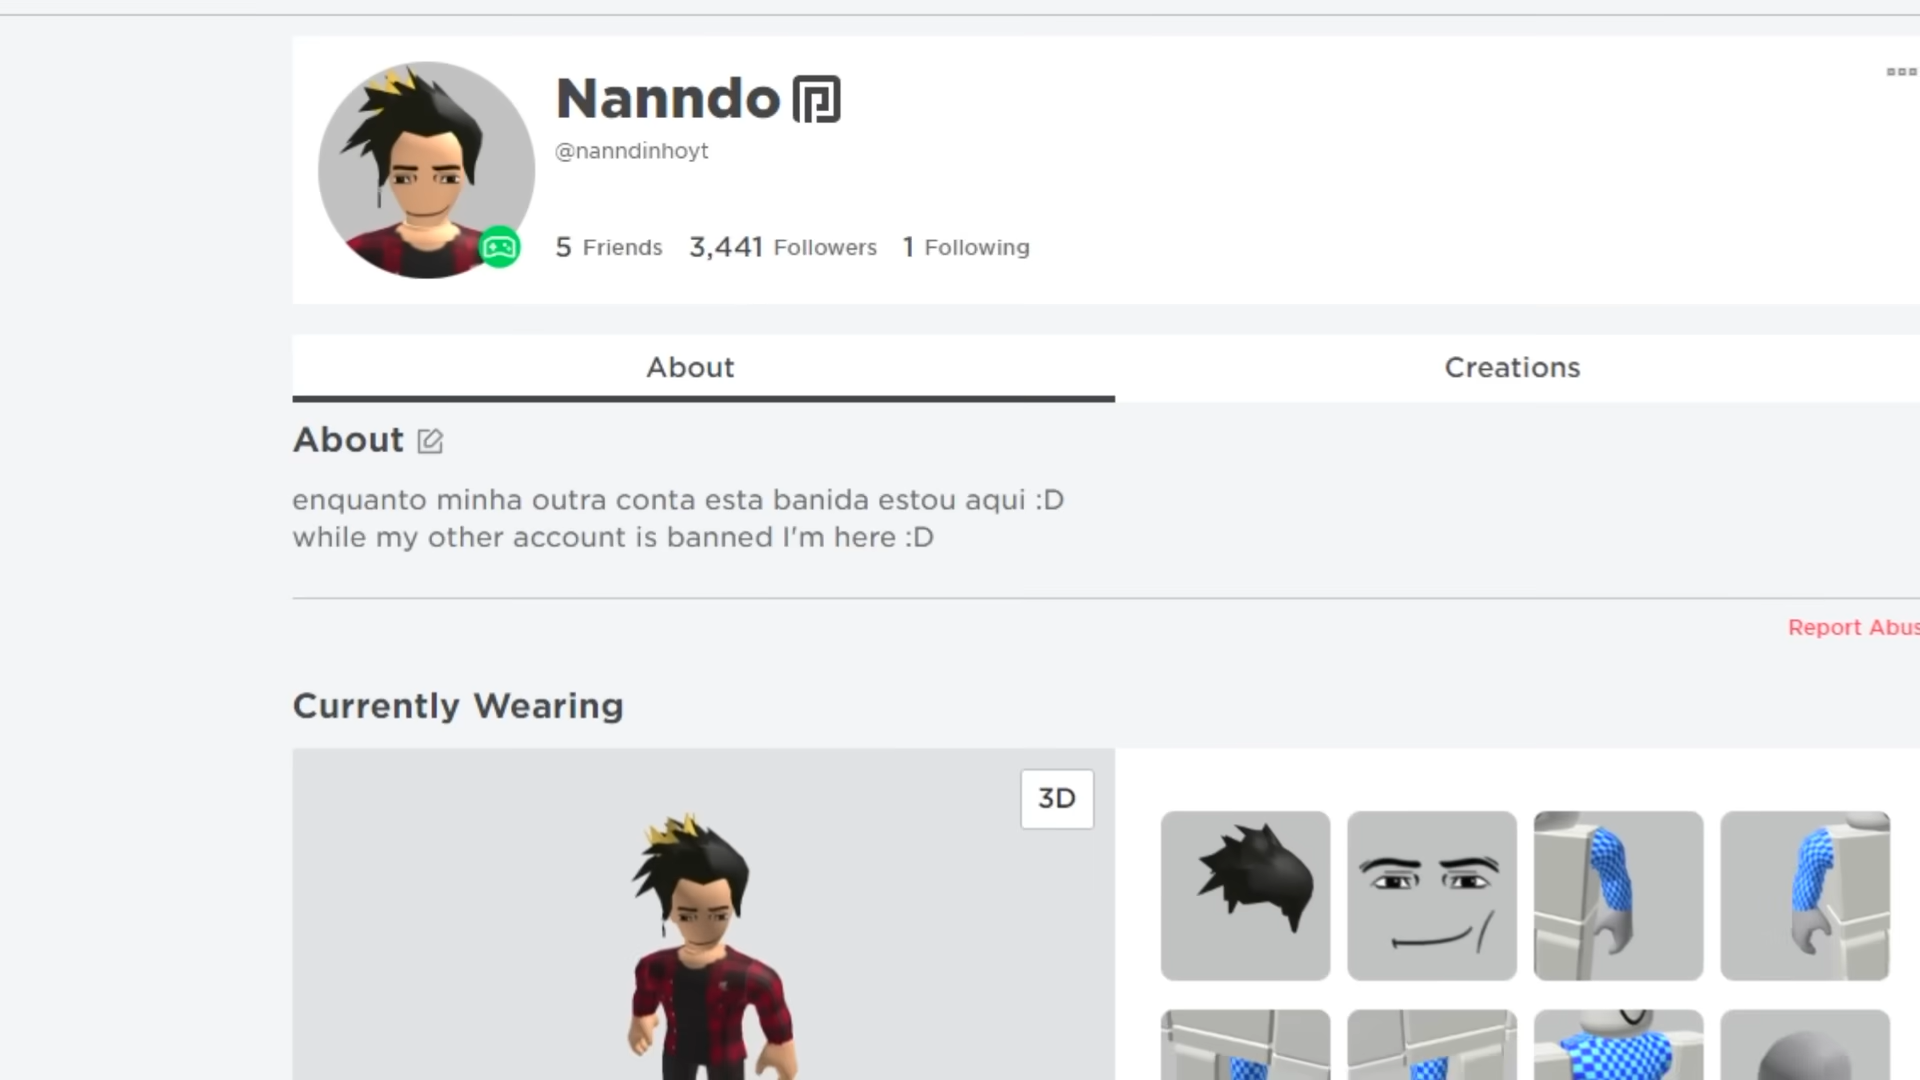 Nanndo
@nanndinhoyt
5 Friends 3,441 Followers 1 Following
About Creations
About
enquanto minha outra conta esta banida estou aqui :D
while my other account is banned I'm here :D
Report Abus
Currently Wearing
3D